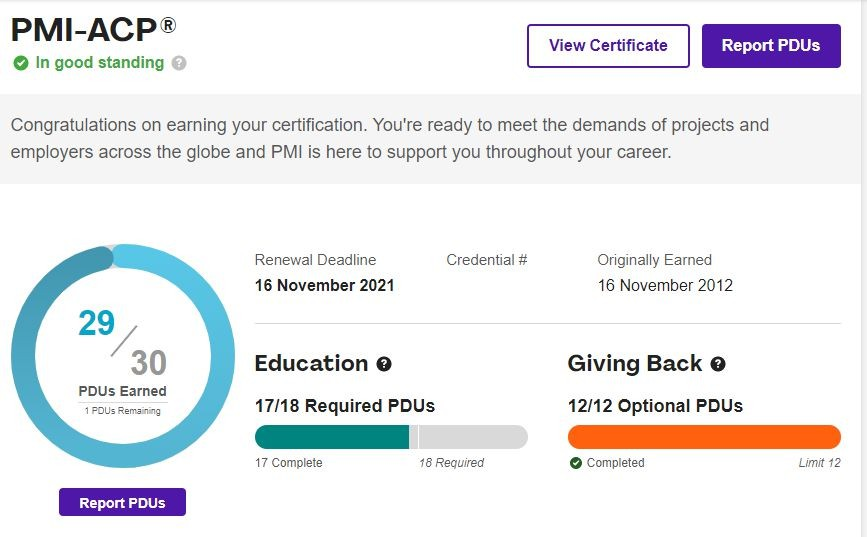 PMI-ACP®
In good standing ?
View Certificate
Report PDUs
Congratulations on earning your certification. You're ready to meet the demands of projects and
employers across the globe and PMI is here to support you throughout your career.
29/30
PDUs Earned
1 PDUs Remaining
Report PDUs
Renewal Deadline
16 November 2021
Credential #
Originally Earned
16 November 2012
Education ?
17/18 Required PDUs
17 Complete
18 Required
Giving Back ?
12/12 Optional PDUs
Completed
Limit 12